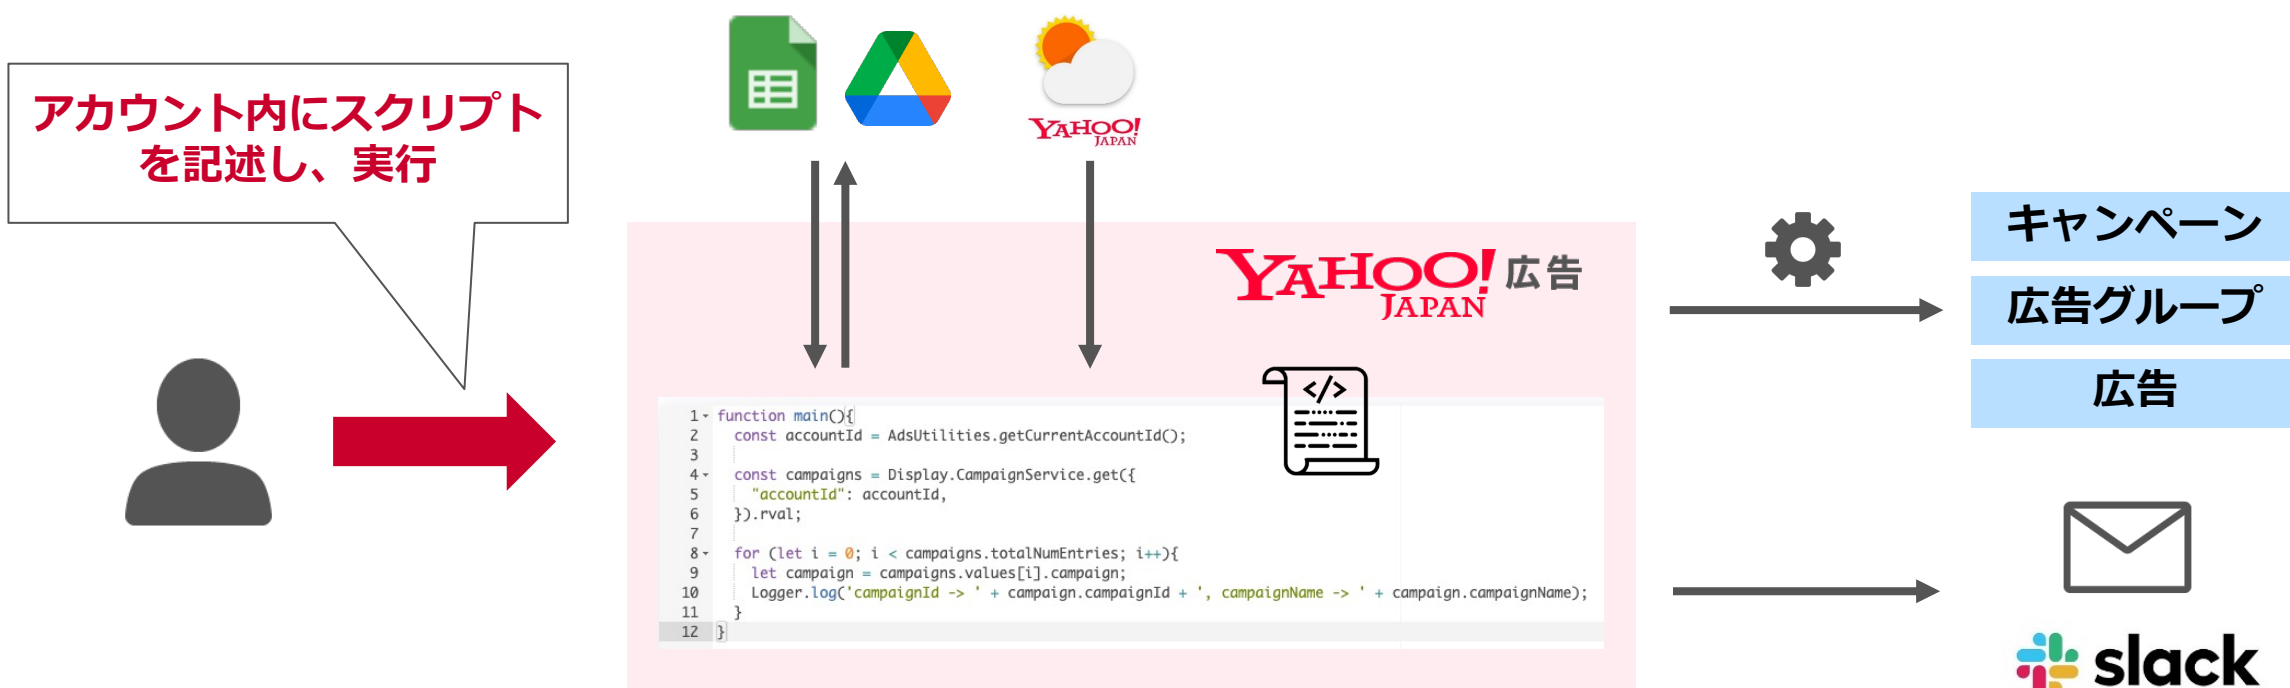 アカウント内にスクリプト
を記述し、実行
YAHOO!
JAPAN
YAHOO!広告
JAPAN
</>
1 function main(){
2 const accountId = AdsUtilities.getCurrentAccountId();
3
4 const campaigns = Display.CampaignService.get({
5 "accountId": accountId,
6 }).rval;
7
8 for (let i = 0; i < campaigns.totalNumEntries; i++){
9 let campaign = campaigns.values[i].campaign;
10 Logger.log('campaignId -> ' + campaign.campaignId + ', campaignName -> ' + campaign.campaignName);
11 }
12 }
キャンペーン
広告グループ
広告
slack